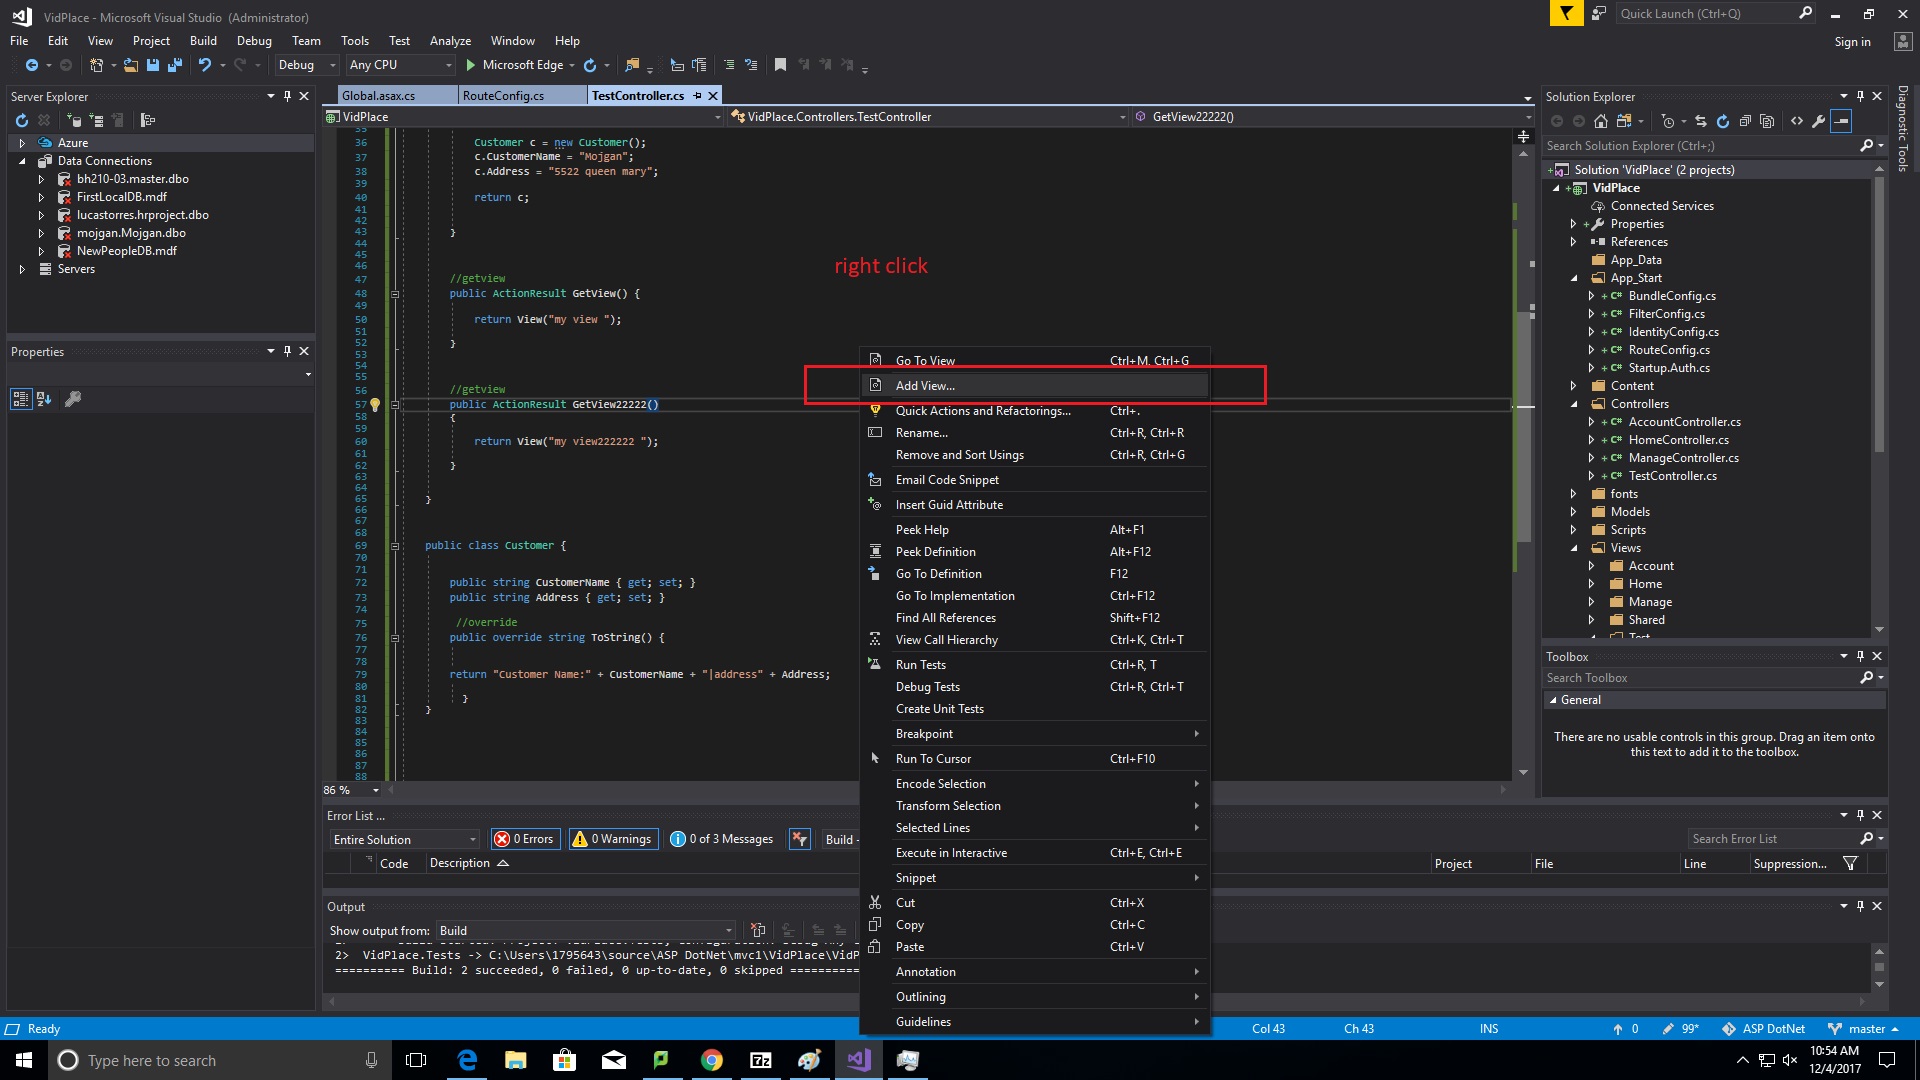 VidPlace - Microsoft Visual Studio (Administrator)
Quick Launch (Ctrl+Q)
File Edit View Project Build Debug Team Tools Test Analyze Window Help
Sign in
Debug Any CPU Microsoft Edge
Server Explorer
Azure
Data Connections
bh210-03.master.dbo
FirstLocalDB.mdf
lucastorres.hrproject.dbo
mojgan.Mojgan.dbo
NewPeopleDB.mdf
Servers
Properties
Global.asax.cs RouteConfig.cs TestController.cs
VidPlace VidPlace.Controllers.TestController GetView22222()
35
36 Customer c = new Customer();
37 c.CustomerName = "Mojgan";
38 c.Address = "5522 queen mary";
39
40 return c;
41
42
43 }
44
45
46
47 //getview
48 public ActionResult GetView() {
49
50 return View("my view ");
51
52 }
53
54
55
56 //getview
57 public ActionResult GetView22222()
58 {
59
60 return View("my view222222 ");
61
62 }
63
64
65 }
66
67
68
69 public class Customer {
70
71
72 public string CustomerName { get; set; }
73 public string Address { get; set; }
74
75 //override
76 public override string ToString() {
77
78
79 return "Customer Name:" + CustomerName + "|address" + Address;
80
81 }
82 }
83
84
85
86
87
88
86 %
right click
Go To View Ctrl+M, Ctrl+G
Add View...
Quick Actions and Refactorings... Ctrl+.
Rename... Ctrl+R, Ctrl+R
Remove and Sort Usings Ctrl+R, Ctrl+G
Email Code Snippet
Insert Guid Attribute
Peek Help Alt+F1
Peek Definition Alt+F12
Go To Definition F12
Go To Implementation Ctrl+F12
Find All References Shift+F12
View Call Hierarchy Ctrl+K, Ctrl+T
Run Tests Ctrl+R, T
Debug Tests Ctrl+R, Ctrl+T
Create Unit Tests
Breakpoint
Run To Cursor Ctrl+F10
Encode Selection
Transform Selection
Selected Lines
Execute in Interactive Ctrl+E, Ctrl+E
Snippet
Cut Ctrl+X
Copy Ctrl+C
Paste Ctrl+V
Annotation
Outlining
Guidelines
Solution Explorer
Search Solution Explorer (Ctrl+;)
Solution 'VidPlace' (2 projects)
VidPlace
Connected Services
Properties
References
App_Data
App_Start
C# BundleConfig.cs
C# FilterConfig.cs
C# IdentityConfig.cs
C# RouteConfig.cs
C# Startup.Auth.cs
Content
Controllers
C# AccountController.cs
C# HomeController.cs
C# ManageController.cs
C# TestController.cs
fonts
Models
Scripts
Views
Account
Home
Manage
Shared
Test
Diagnostic Tools
Toolbox
Search Toolbox
General
There are no usable controls in this group. Drag an item onto
this text to add it to the toolbox.
Error List ...
Entire Solution 0 Errors 0 Warnings 0 of 3 Messages Build
Search Error List
Code Description Project File Line Suppression...
Output
Show output from: Build
2> VidPlace.Tests -> C:\Users\1795643\source\ASP DotNet\mvc1\VidPlace\VidP
========== Build: 2 succeeded, 0 failed, 0 up-to-date, 0 skipped ==========
Ready Col 43 Ch 43 INS 0 99* ASP DotNet master
Type here to search
7z
10:54 AM
12/4/2017